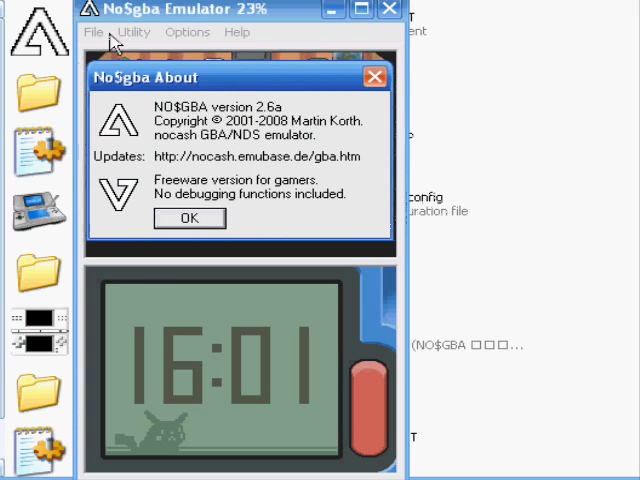 No$gba Emulator 23%
File Utility Options Help
No$gba About
NO$GBA version 2.6a
Copyright © 2001-2008 Martin Korth.
nocash GBA/NDS emulator.
Updates: http://nocash.emubase.de/gba.htm
Freeware version for gamers.
No debugging functions included.
OK
16:01
T
ent
config
uration file
(NO$GBA □□□...
T